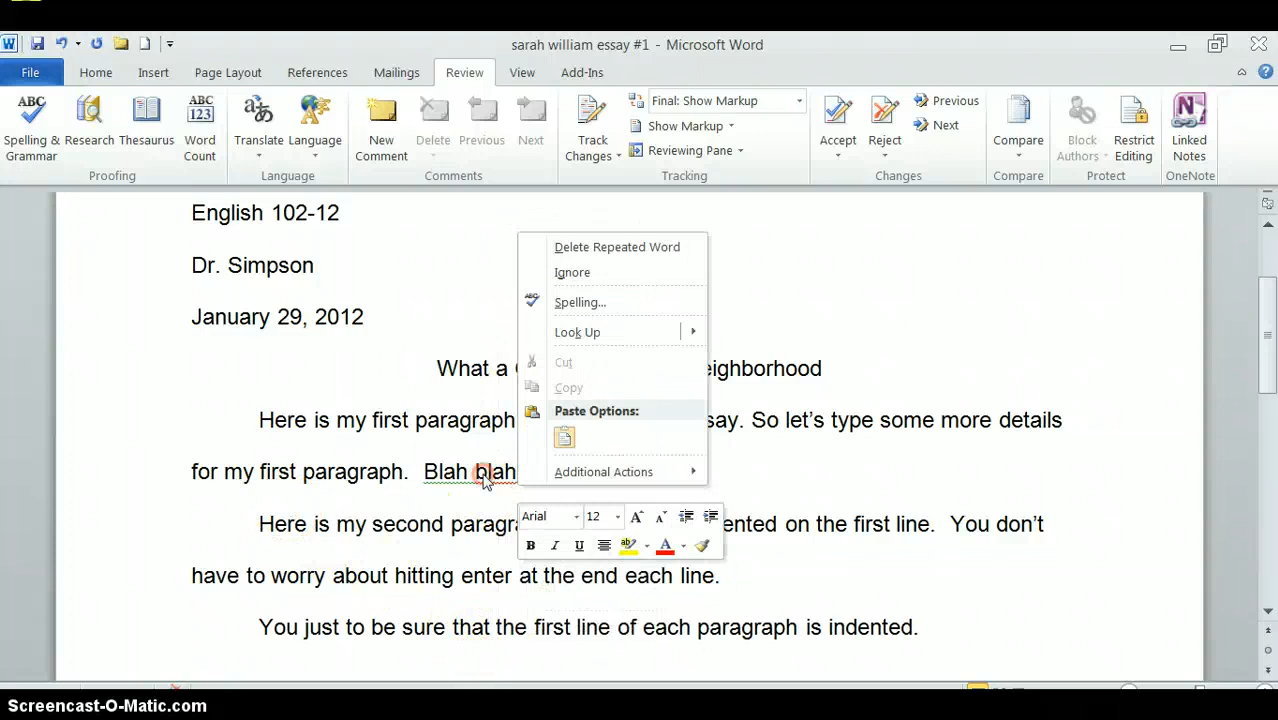 sarah william essay #1 - Microsoft Word
File Home Insert Page Layout References Mailings Review View Add-Ins
Spelling & Grammar
Research
Thesaurus
Word Count
Proofing
Translate
Language
Language
New Comment
Delete
Previous
Next
Comments
Track Changes
Final: Show Markup
Show Markup
Reviewing Pane
Tracking
Accept
Reject
Previous
Next
Changes
Compare
Compare
Block Authors
Restrict Editing
Protect
Linked Notes
OneNote
English 102-12
Dr. Simpson
January 29, 2012
What a
eighborhood
Here is my first paragraph
say. So let's type some more details
for my first paragraph. Blah blah
Here is my second paragra
ented on the first line. You don't
have to worry about hitting enter at the end each line.
You just to be sure that the first line of each paragraph is indented.
Delete Repeated Word
Ignore
Spelling...
Look Up
Cut
Copy
Paste Options:
Additional Actions
Arial 12
B I U
Screencast-O-Matic.com